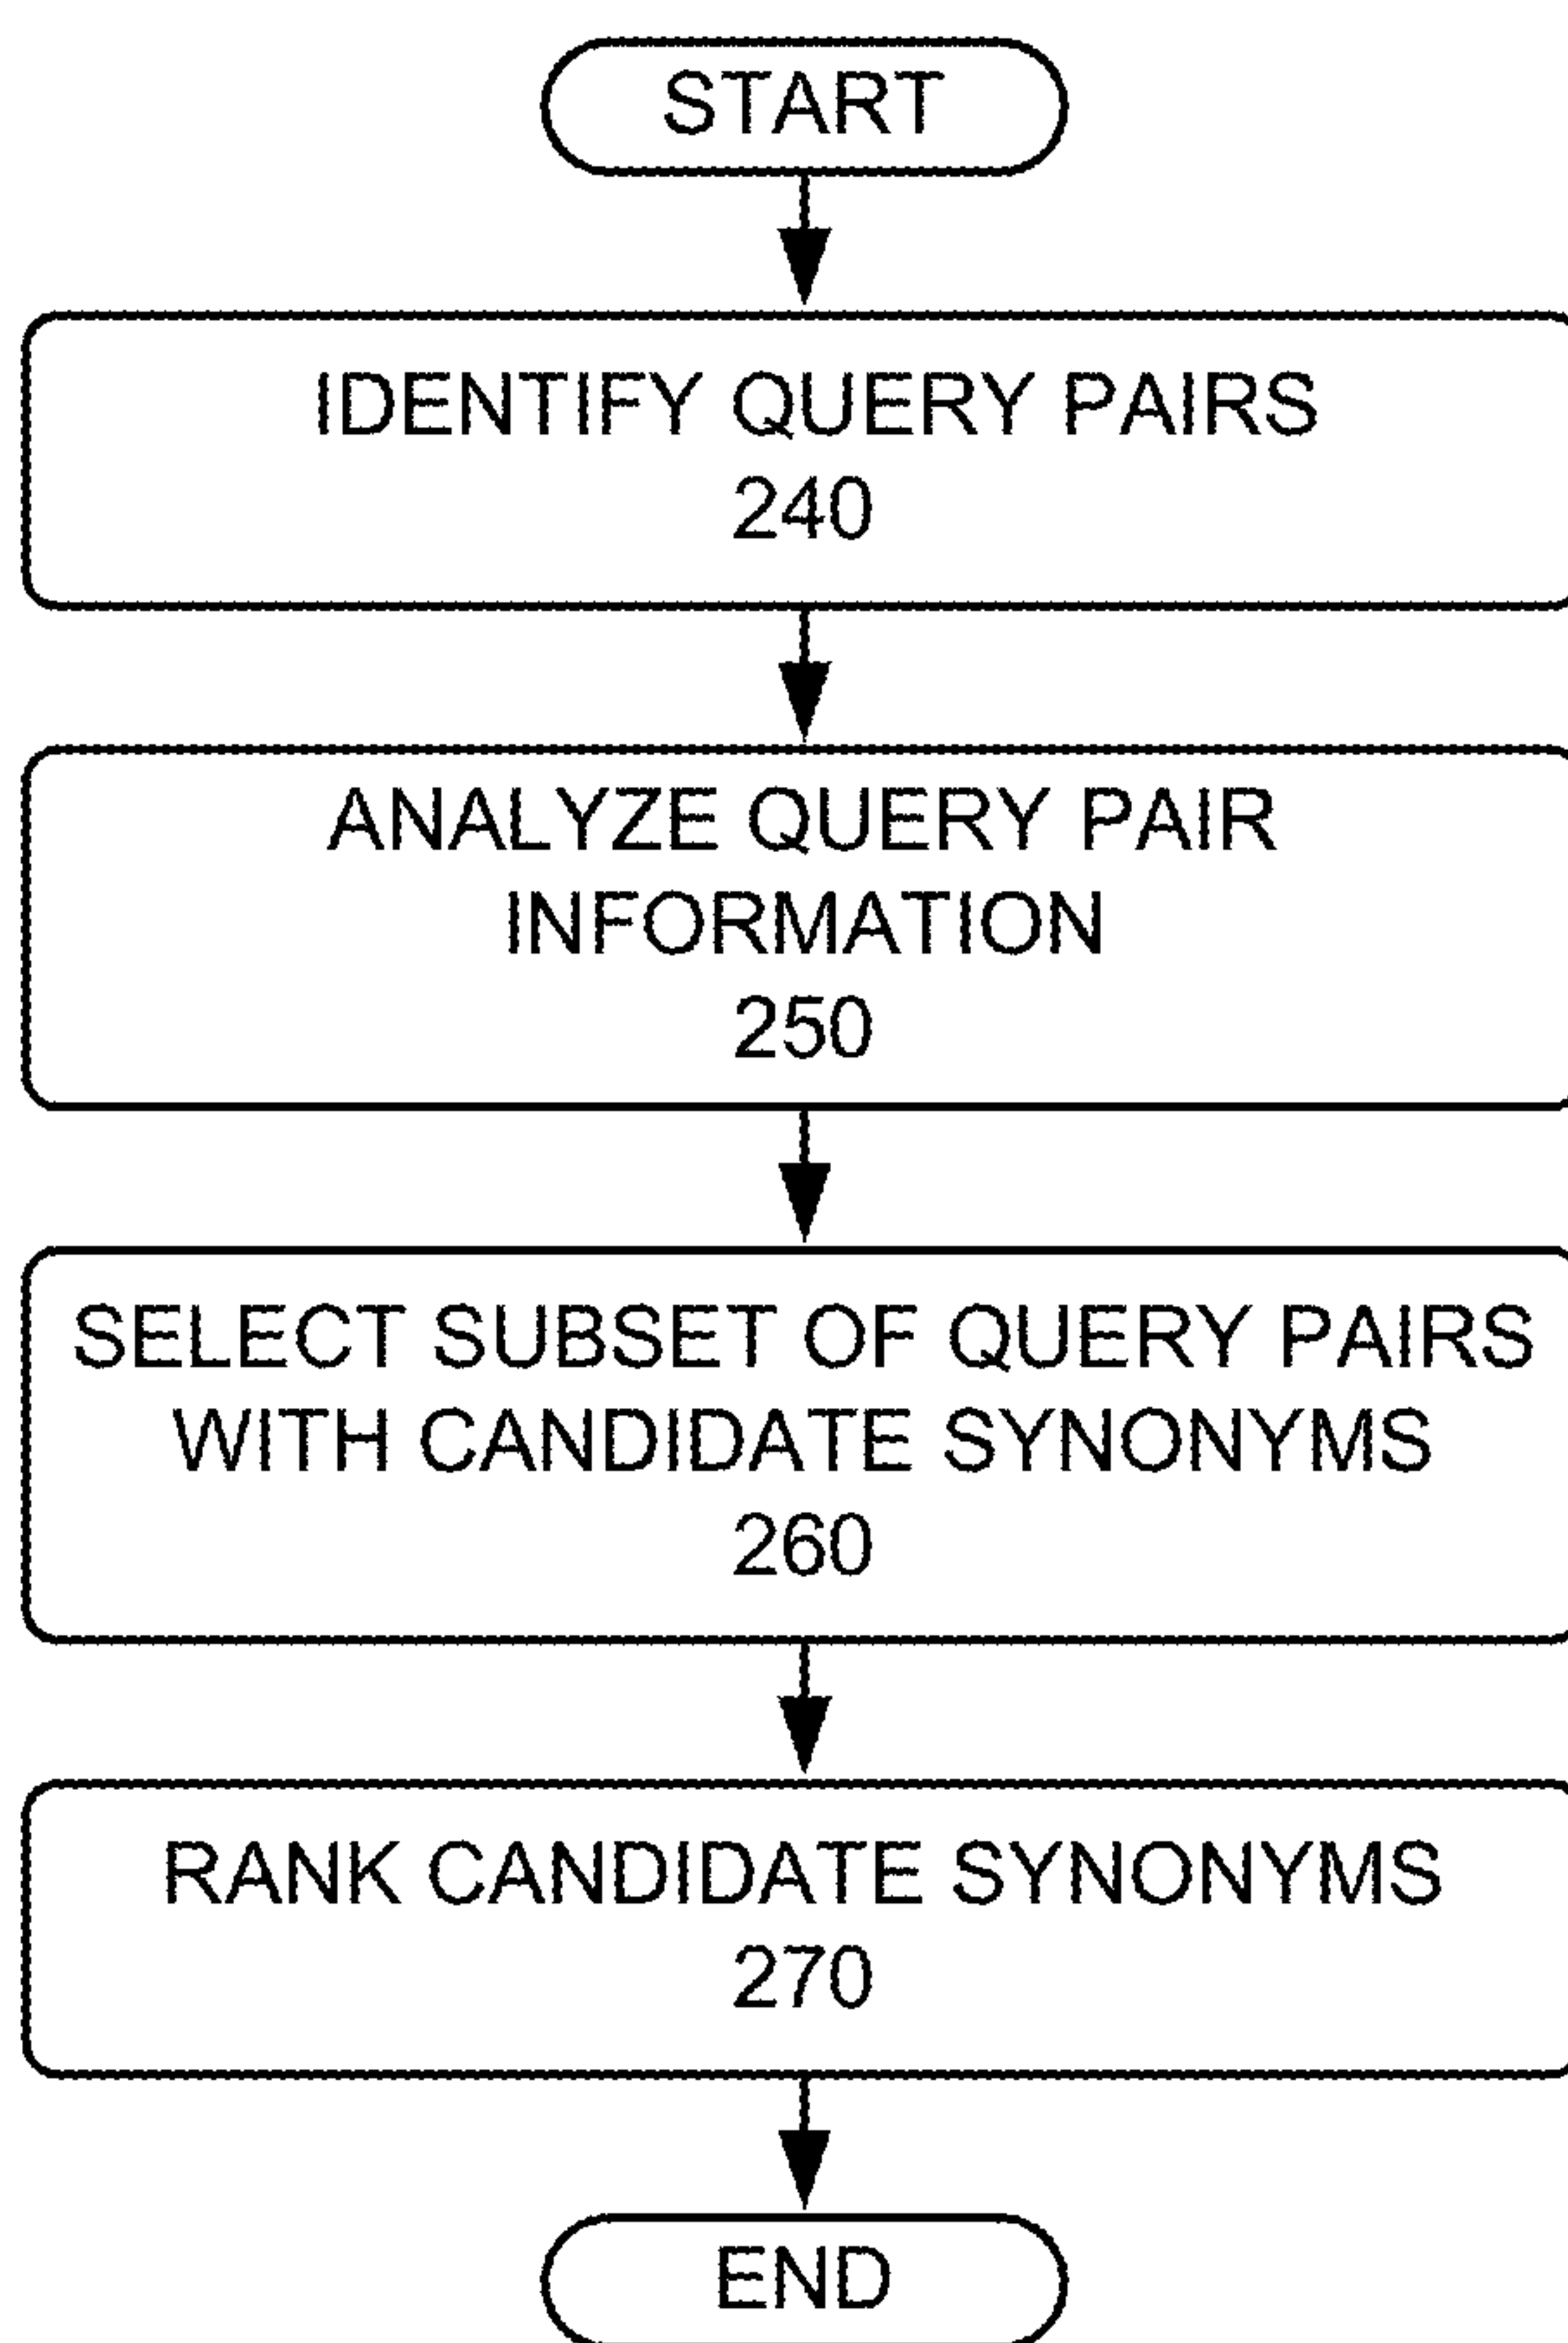 START
IDENTIFY QUERY PAIRS
240
ANALYZE QUERY PAIR
INFORMATION
250
SELECT SUBSET OF QUERY PAIRS
WITH CANDIDATE SYNONYMS
260
RANK CANDIDATE SYNONYMS
270
END